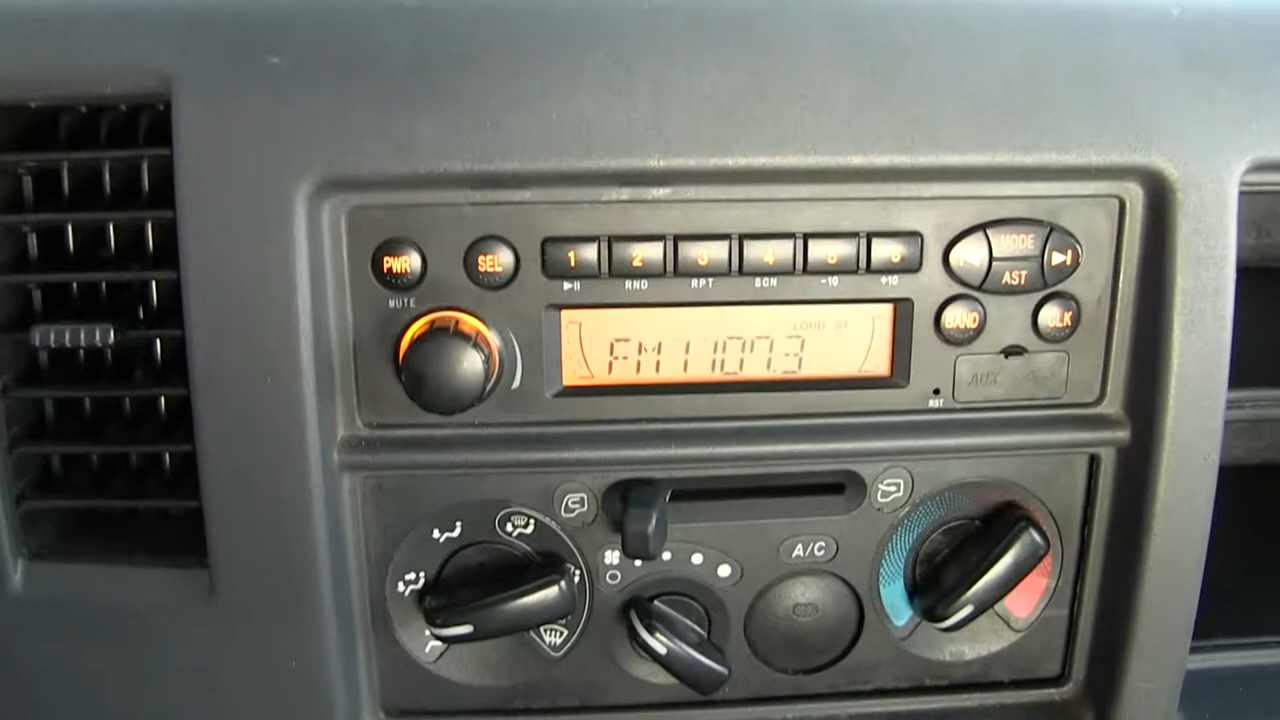 PWR SEL 1 2 3 4 5 6 MODE
▶II RND RPT SCN -10 +10 AST
MUTE
BAND CLK
LOUD ST
FM1 107.3
AUX
RST
A/C